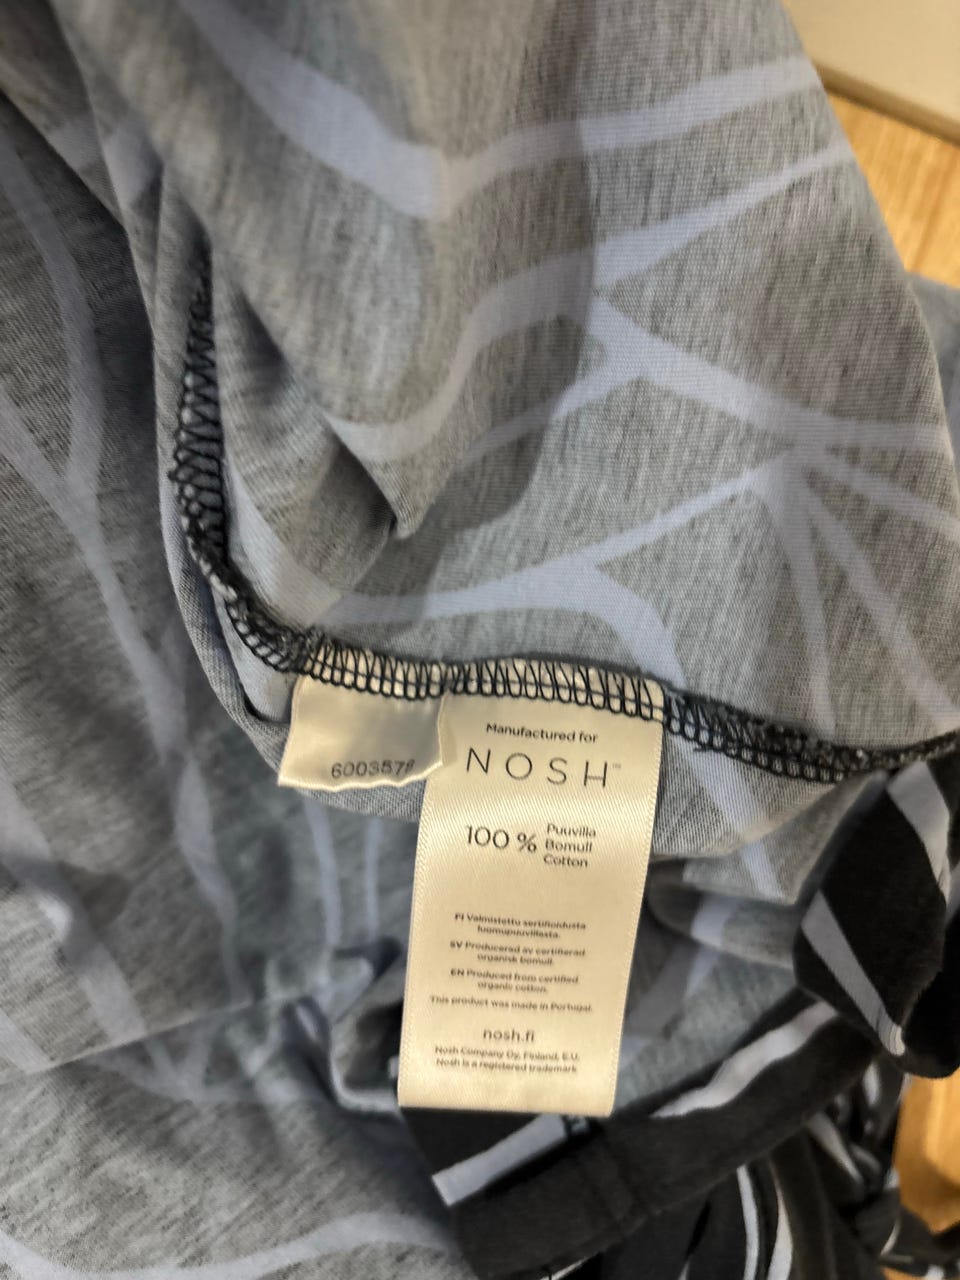 600357
Manufactured for
NOSH™
100 % Puuvilla
Bomull
Cotton
FI Valmistettu sertifioidusta
luomupuuvillasta.
SV Producerad av certifierad
organisk bomull.
EN Produced from certified
organic cotton.
This product was made in Portugal.
nosh.fi
Nosh Company Oy, Finland, E.U.
Nosh is a registered trademark